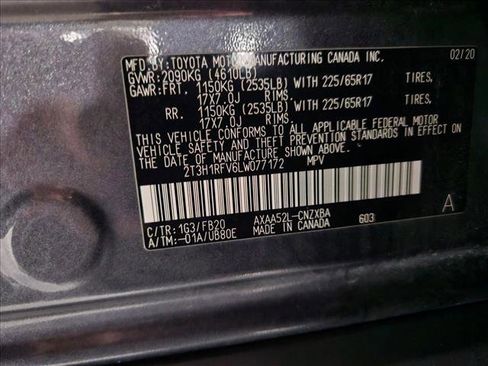 MFD.BY:TOYOTA MOTOR MANUFACTURING CANADA INC. 02/20
GVWR:2090KG (4610LB)
GAWR:FRT. 1150KG (2535LB) WITH 225/65R17 TIRES,
17X7.0J RIMS.
RR. 1150KG (2535LB) WITH 225/65R17 TIRES,
17X7.0J RIMS.
THIS VEHICLE CONFORMS TO ALL APPLICABLE FEDERAL MOTOR
VEHICLE SAFETY AND THEFT PREVENTION STANDARDS IN EFFECT
ON THE DATE OF MANUFACTURE SHOWN ABOVE.
2T3H1RFV6LW077172 MPV
C/TR:1G3/FB20 AXAA52L-CNZXBA 603 A
A/TM:-01A/UB80E MADE IN CANADA